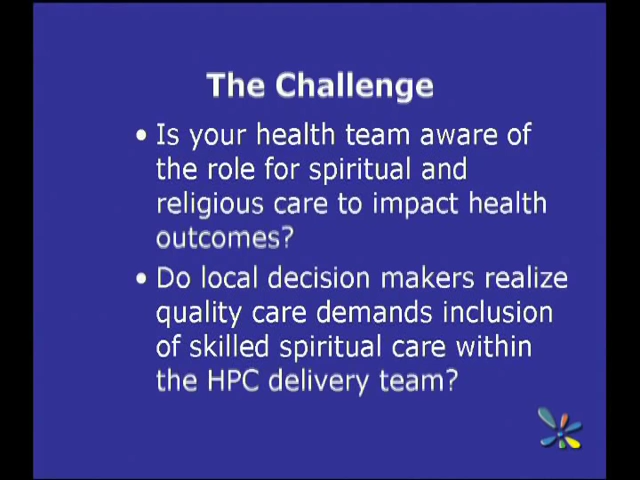 The Challenge
• Is your health team aware of
the role for spiritual and
religious care to impact health
outcomes?
• Do local decision makers realize
quality care demands inclusion
of skilled spiritual care within
the HPC delivery team?